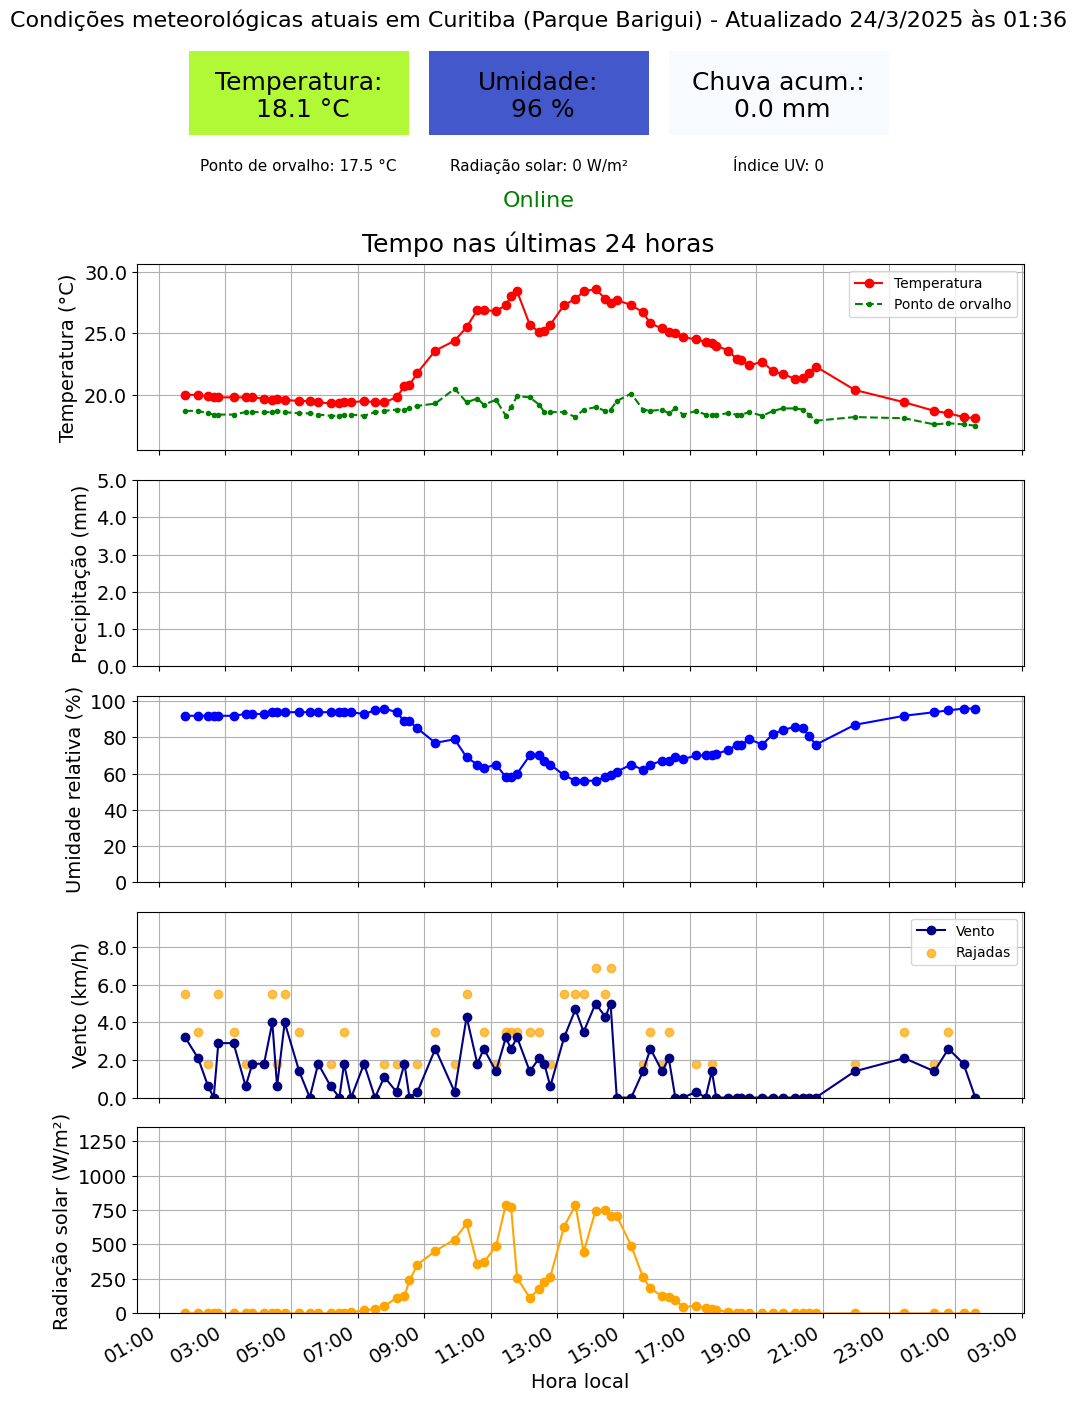 Condições meteorológicas atuais em Curitiba (Parque Barigui) - Atualizado 24/3/2025 às 01:36
Temperatura:
18.1 °C
Umidade:
96 %
Chuva acum.:
0.0 mm
Ponto de orvalho: 17.5 °C
Radiação solar: 0 W/m²
Índice UV: 0
Online
Tempo nas últimas 24 horas
Temperatura (°C)
30.0
25.0
20.0
Temperatura
Ponto de orvalho
Precipitação (mm)
5.0
4.0
3.0
2.0
1.0
0.0
Umidade relativa (%)
100
80
60
40
20
0
Vento (km/h)
8.0
6.0
4.0
2.0
0.0
Vento
Rajadas
Radiação solar (W/m²)
1250
1000
750
500
250
0
01:00
03:00
05:00
07:00
09:00
11:00
13:00
15:00
17:00
19:00
21:00
23:00
01:00
03:00
Hora local